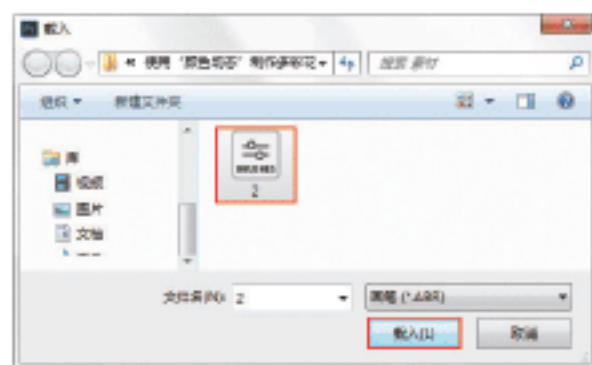 载入
« 使用“颜色动态”制作多彩花
搜索 素材
组织 新建文件夹
库
视频
图片
文档
BRUSHES
2
文件名(N): 2
画笔 (*.ABR)
载入(L) 取消